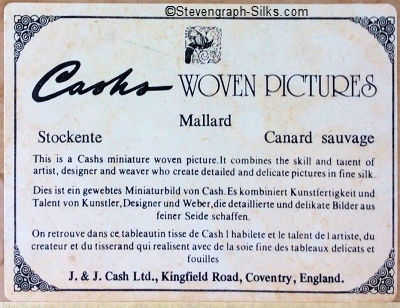 ©Stevengraph-Silks.com
Cashs WOVEN PICTURES
Mallard
Stockente Canard sauvage
This is a Cashs miniature woven picture.It combines the skill and talent of
artist, designer and weaver who create detailed and delicate pictures in fine silk.
Dies ist ein gewebtes Miniaturbild von Cash.Es kombiniert Kunstfertigkeit und
Talent von Kunstler,Designer und Weber,die detaillierte und delikate Bilder aus
feiner Seide schaffen.
On retrouve dans ce,tableautin tisse de Cash l habilete et le talent de l artiste, du
createur et du tisserand qui realisent avec de la soie fine des tableaux delicats et
fouilles
J. & J. Cash Ltd., Kingfield Road, Coventry, England.